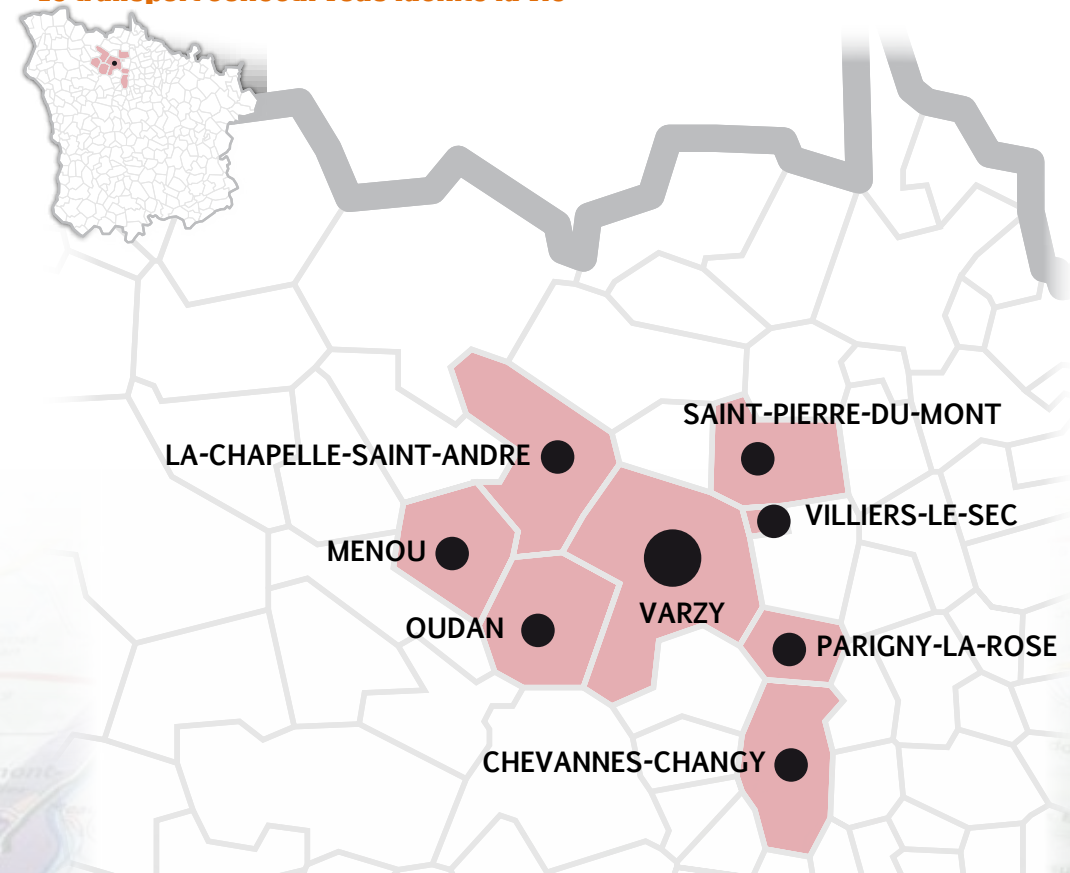 SAINT-PIERRE-DU-MONT
LA-CHAPELLE-SAINT-ANDRE
VILLIERS-LE-SEC
MENOU
VARZY
OUDAN
PARIGNY-LA-ROSE
CHEVANNES-CHANGY